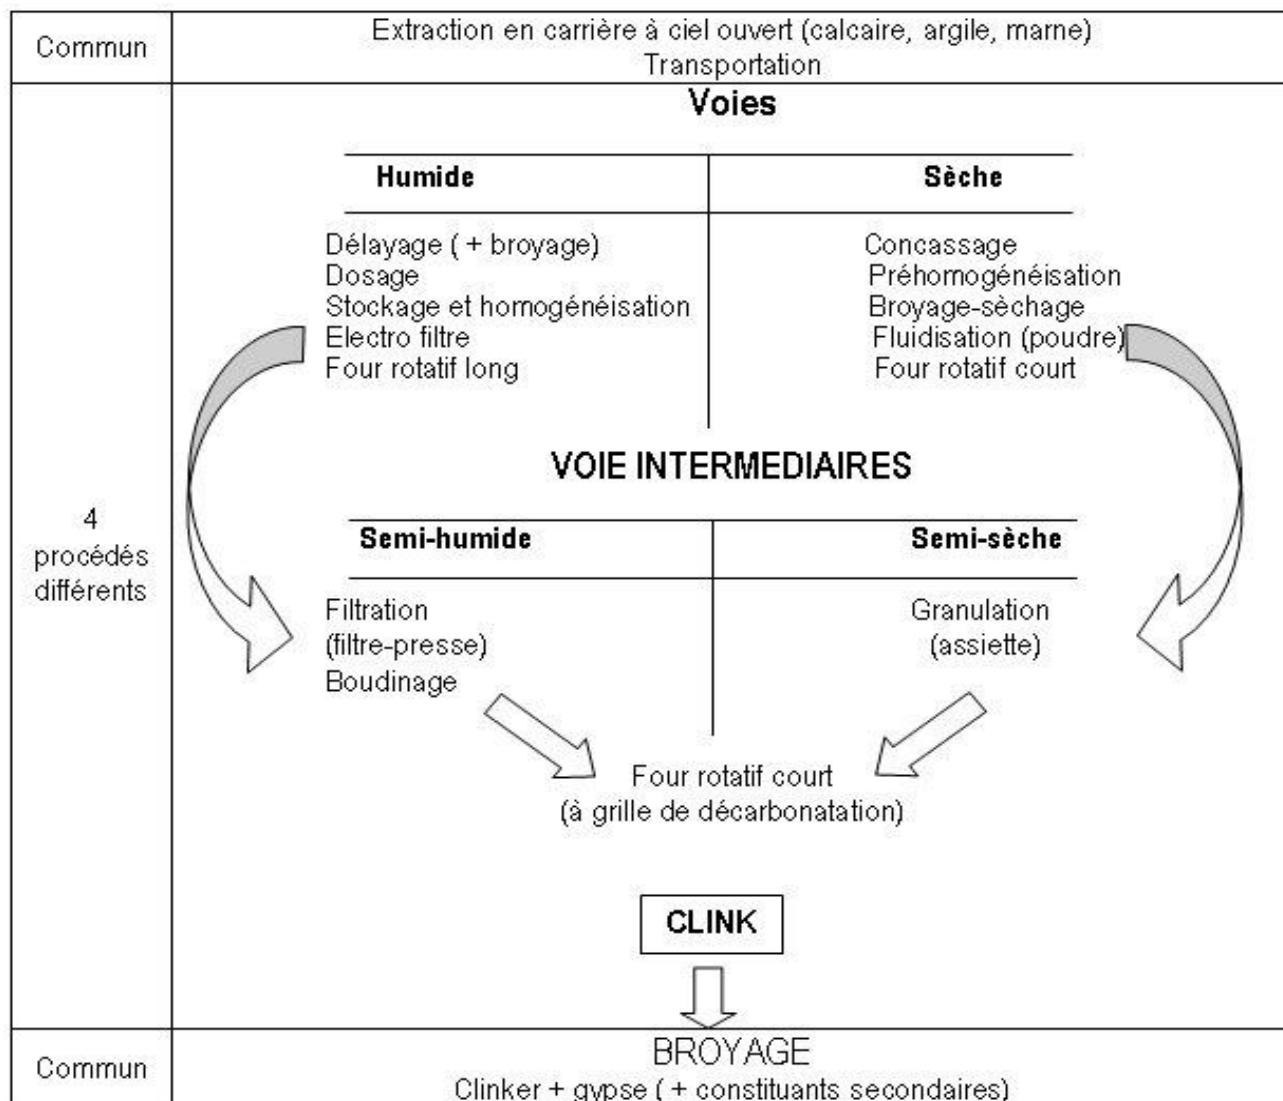 Commun
Extraction en carrière à ciel ouvert (calcaire, argile, marne)
Transportation
4
procédés
différents
Voies
Humide
Sèche
Délayage ( + broyage)
Dosage
Stockage et homogénéisation
Electro filtre
Four rotatif long
Concassage
Préhomogénéisation
Broyage-sèchage
Fluidisation (poudre)
Four rotatif court
VOIE INTERMEDIAIRES
Semi-humide
Semi-sèche
Filtration
(filtre-presse)
Boudinage
Granulation
(assiette)
Four rotatif court
(à grille de décarbonatation)
CLINK
Commun
BROYAGE
Clinker + gypse ( + constituants secondaires)